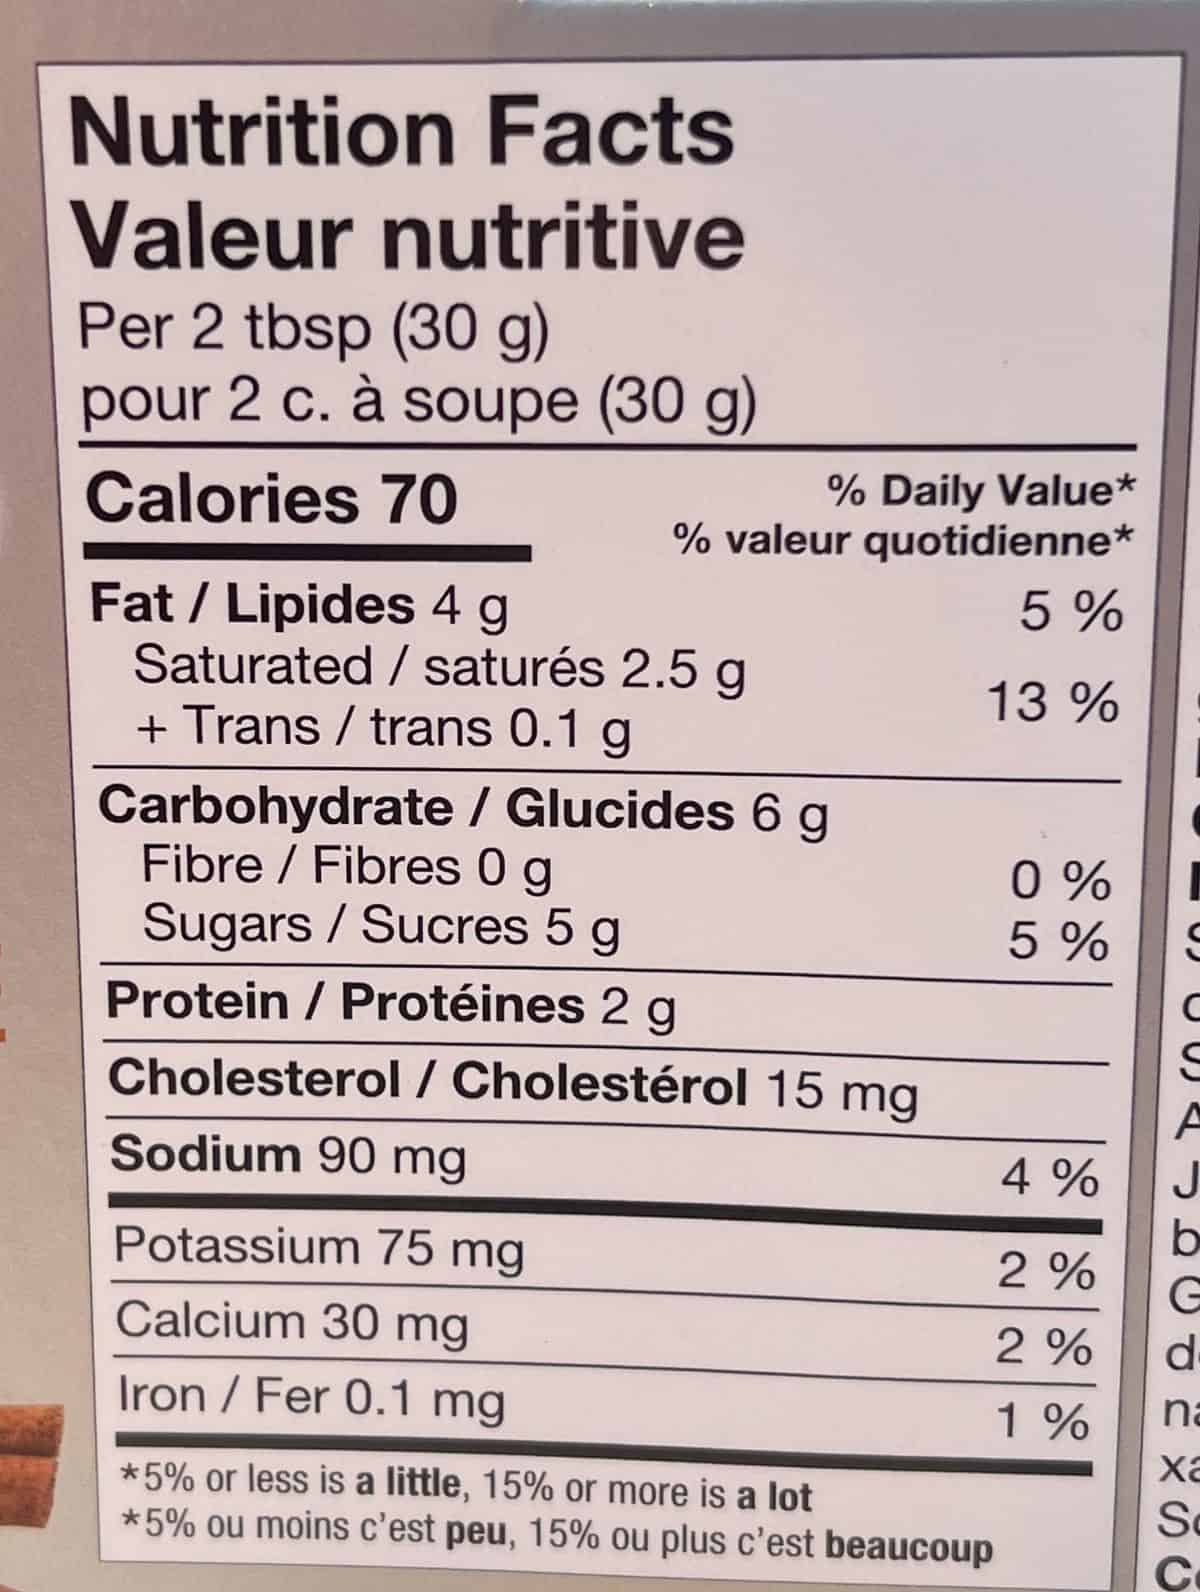 Nutrition Facts
Valeur nutritive
Per 2 tbsp (30 g)
pour 2 c. à soupe (30 g)
Calories 70
% Daily Value*
% valeur quotidienne*
Fat / Lipides 4 g 5 %
Saturated / saturés 2.5 g
+ Trans / trans 0.1 g 13 %
Carbohydrate / Glucides 6 g
Fibre / Fibres 0 g 0 %
Sugars / Sucres 5 g 5 %
Protein / Protéines 2 g
Cholesterol / Cholestérol 15 mg
Sodium 90 mg 4 %
Potassium 75 mg 2 %
Calcium 30 mg 2 %
Iron / Fer 0.1 mg 1 %
*5% or less is a little, 15% or more is a lot
*5% ou moins c'est peu, 15% ou plus c'est beaucoup